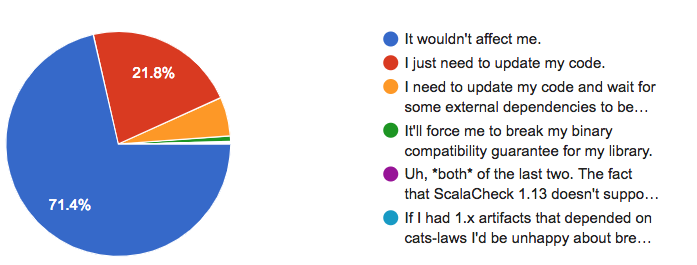 21.8%
71.4%
It wouldn't affect me.
I just need to update my code.
I need to update my code and wait for
some external dependencies to be…
It'll force me to break my binary
compatibility guarantee for my library.
Uh, *both* of the last two. The fact
that ScalaCheck 1.13 doesn't suppo…
If I had 1.x artifacts that depended on
cats-laws I'd be unhappy about bre…